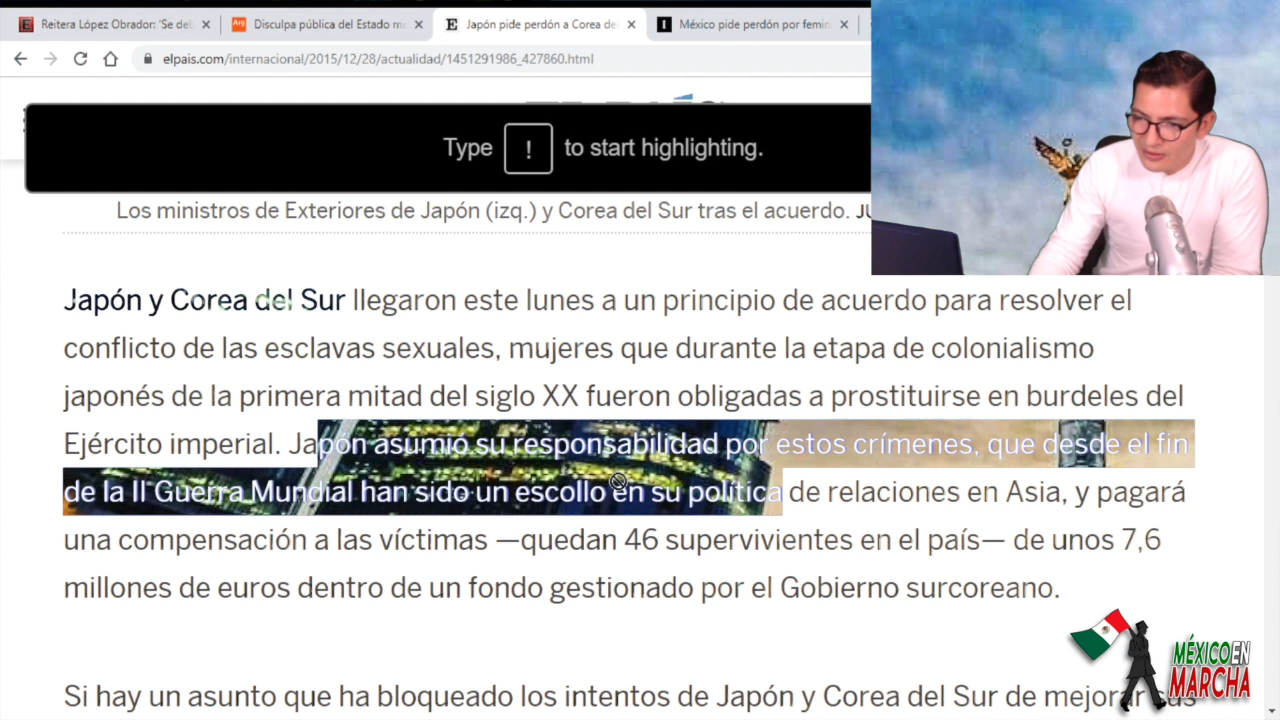 Reitera López Obrador: 'Se deb
Disculpa pública del Estado me
Japón pide perdón a Corea del
México pide perdón por femin
elpais.com/internacional/2015/12/28/actualidad/1451291986_427860.html
Type ! to start highlighting.
Los ministros de Exteriores de Japón (izq.) y Corea del Sur tras el acuerdo.
Japón y Corea del Sur llegaron este lunes a un principio de acuerdo para resolver el
conflicto de las esclavas sexuales, mujeres que durante la etapa de colonialismo
japonés de la primera mitad del siglo XX fueron obligadas a prostituirse en burdeles del
Ejército imperial. Japón asumió su responsabilidad por estos crímenes, que desde el fin
de la II Guerra Mundial han sido un escollo en su política de relaciones en Asia, y pagará
una compensación a las víctimas —quedan 46 supervivientes en el país— de unos 7,6
millones de euros dentro de un fondo gestionado por el Gobierno surcoreano.
Si hay un asunto que ha bloqueado los intentos de Japón y Corea del Sur de mejorar sus
MÉXICO EN
MARCHA